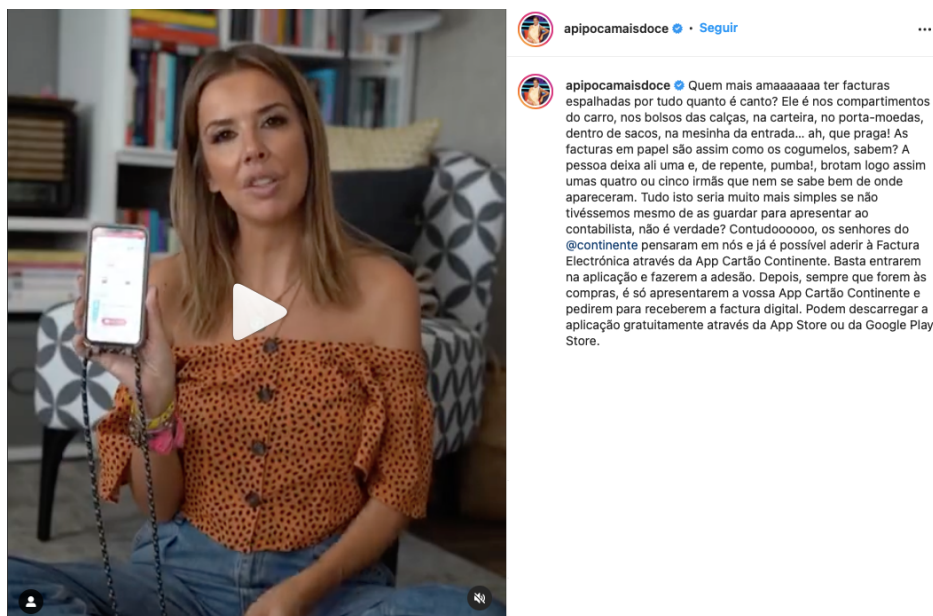 apipocamaisdoce • Seguir
apipocamaisdoce Quem mais amaaaaaaa ter facturas
espalhadas por tudo quanto é canto? Ele é nos compartimentos
do carro, nos bolsos das calças, na carteira, no porta-moedas,
dentro de sacos, na mesinha da entrada... ah, que praga! As
facturas em papel são assim como os cogumelos, sabem? A
pessoa deixa ali uma e, de repente, pumba!, brotam logo assim
umas quatro ou cinco irmãs que nem se sabe bem de onde
apareceram. Tudo isto seria muito mais simples se não
tivéssemos mesmo de as guardar para apresentar ao
contabilista, não é verdade? Contudoooooo, os senhores do
@continente pensaram em nós e já é possível aderir à Factura
Electrónica através da App Cartão Continente. Basta entrarem
na aplicação e fazerem a adesão. Depois, sempre que forem às
compras, é só apresentarem a vossa App Cartão Continente e
pedirem para receberem a factura digital. Podem descarregar a
aplicação gratuitamente através da App Store ou da Google Play
Store.